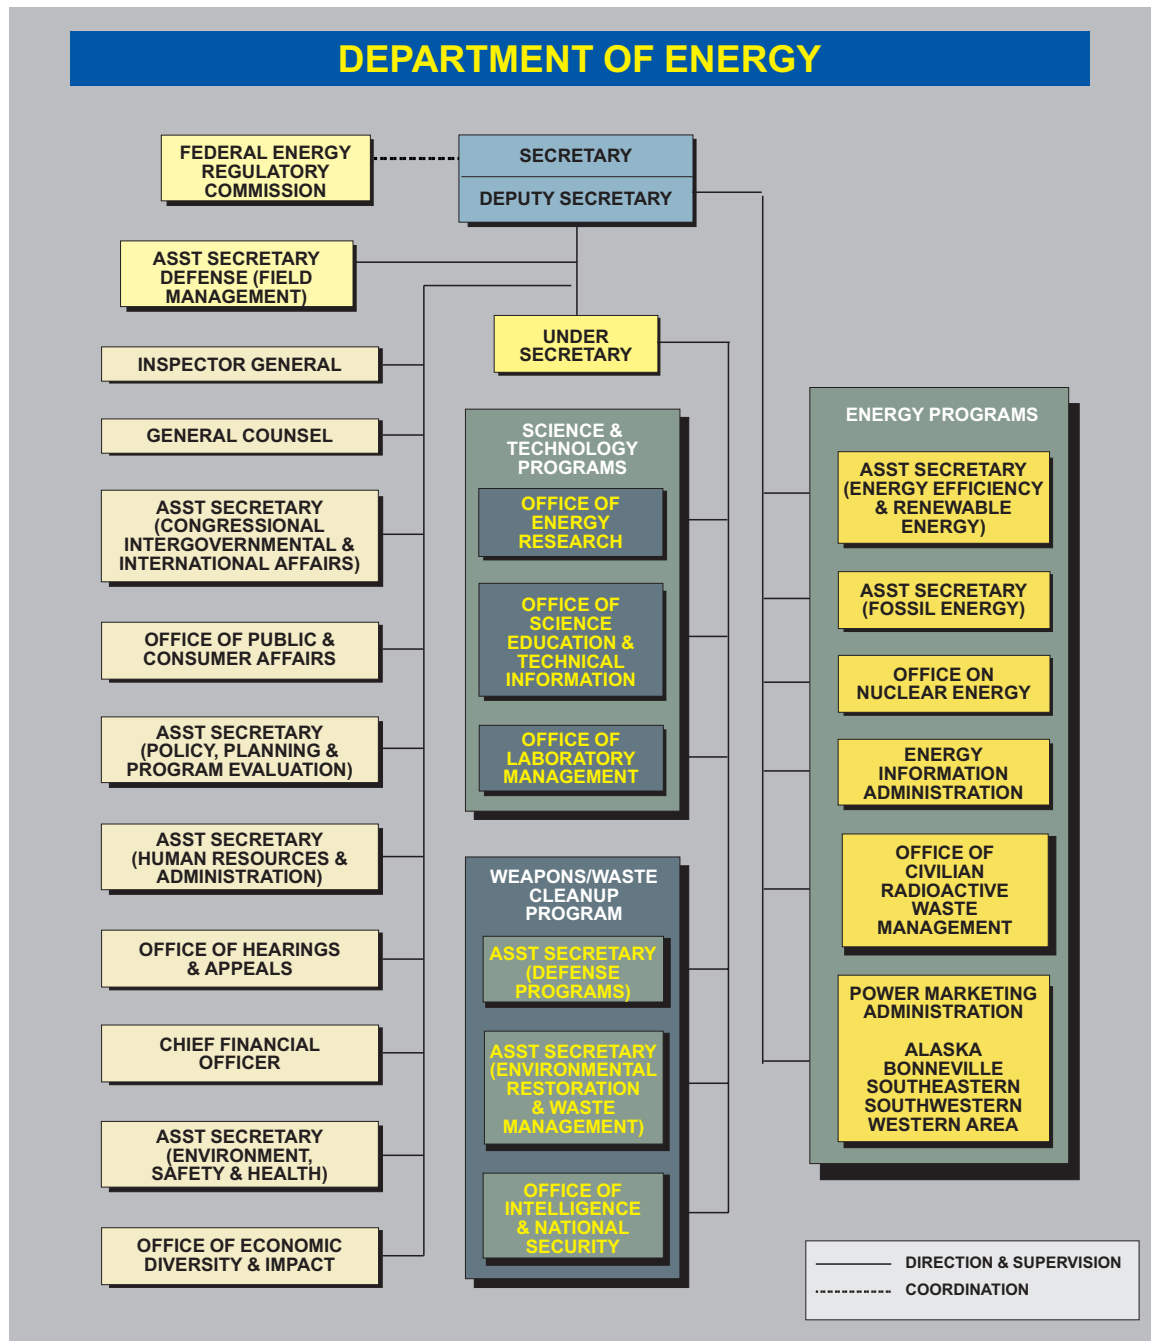 DEPARTMENT OF ENERGY
FEDERAL ENERGY
REGULATORY
COMMISSION
SECRETARY
DEPUTY SECRETARY
ASST SECRETARY
DEFENSE (FIELD
MANAGEMENT)
UNDER
SECRETARY
INSPECTOR GENERAL
GENERAL COUNSEL
ASST SECRETARY
(CONGRESSIONAL
INTERGOVERNMENTAL &
INTERNATIONAL AFFAIRS)
OFFICE OF PUBLIC &
CONSUMER AFFAIRS
ASST SECRETARY
(POLICY, PLANNING &
PROGRAM EVALUATION)
ASST SECRETARY
(HUMAN RESOURCES &
ADMINISTRATION)
OFFICE OF HEARINGS
& APPEALS
CHIEF FINANCIAL
OFFICER
ASST SECRETARY
(ENVIRONMENT,
SAFETY & HEALTH)
OFFICE OF ECONOMIC
DIVERSITY & IMPACT
SCIENCE &
TECHNOLOGY
PROGRAMS
OFFICE OF
ENERGY
RESEARCH
OFFICE OF
SCIENCE
EDUCATION &
TECHNICAL
INFORMATION
OFFICE OF
LABORATORY
MANAGEMENT
WEAPONS/WASTE
CLEANUP
PROGRAM
ASST SECRETARY
(DEFENSE
PROGRAMS)
ASST SECRETARY
(ENVIRONMENTAL
RESTORATION
& WASTE
MANAGEMENT)
OFFICE OF
INTELLIGENCE
& NATIONAL
SECURITY
ENERGY PROGRAMS
ASST SECRETARY
(ENERGY EFFICIENCY
& RENEWABLE
ENERGY)
ASST SECRETARY
(FOSSIL ENERGY)
OFFICE ON
NUCLEAR ENERGY
ENERGY
INFORMATION
ADMINISTRATION
OFFICE OF
CIVILIAN
RADIOACTIVE
WASTE
MANAGEMENT
POWER MARKETING
ADMINISTRATION
ALASKA
BONNEVILLE
SOUTHEASTERN
SOUTHWESTERN
WESTERN AREA
DIRECTION & SUPERVISION
COORDINATION